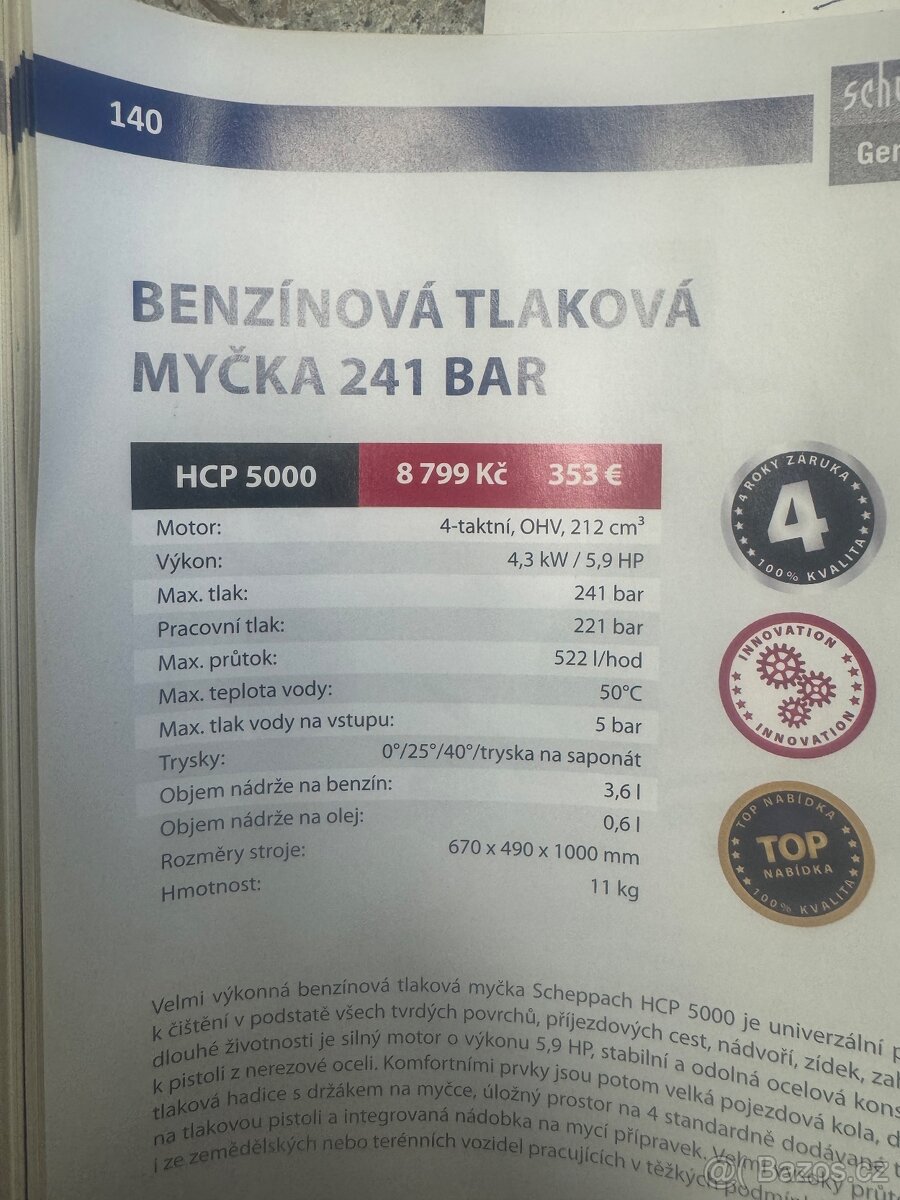 140
BENZÍNOVÁ TLAKOVÁ
MYČKA 241 BAR
HCP 5000 8 799 Kč 353 €
Motor: 4-taktní, OHV, 212 cm³
Výkon: 4,3 kW / 5,9 HP
Max. tlak: 241 bar
Pracovní tlak: 221 bar
Max. průtok: 522 l/hod
Max. teplota vody: 50°C
Max. tlak vody na vstupu: 5 bar
Trysky: 0°/25°/40°/tryska na saponát
Objem nádrže na benzín: 3,6 l
Objem nádrže na olej: 0,6 l
Rozměry stroje: 670 x 490 x 1000 mm
Hmotnost: 11 kg
4 ROKY ZÁRUKA
4
100% KVALITA
INNOVATION
INNOVATION
TOP NABÍDKA
TOP
NABÍDKA
100% KVALITA
Velmi výkonná benzínová tlaková myčka Scheppach HCP 5000 je univerzální
k čištění v podstatě všech tvrdých povrchů, příjezdových cest, nádvoří, zídek,
dlouhé životnosti je silný motor o výkonu 5,9 HP, stabilní a odolná ocelová
k pistoli z nerezové oceli. Komfortními prvky jsou potom velká pojezdová kola,
tlaková hadice s držákem na myčce, úložný prostor na 4 standardně dodávané
na tlakovou pistoli a integrovaná nádobka na mycí přípravek. Velmi vysoký
i ze zemědělských nebo terénních vozidel pracujících v těžkých
Bazos.cz